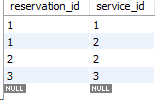 reservation_id service_id
1 1
1 2
2 2
3 3
NULL NULL